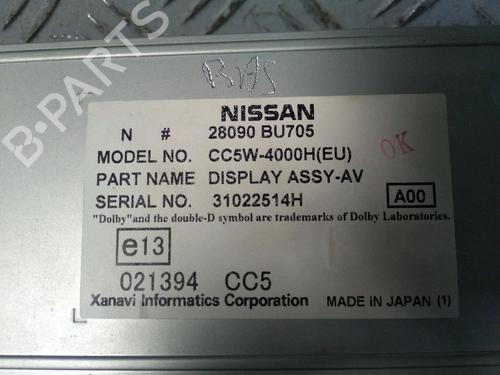 NISSAN
N # 28090 BU705
MODEL NO. CC5W-4000H(EU)
PART NAME DISPLAY ASSY-AV
SERIAL NO. 31022514H A00
"Dolby"and the double-D symbol are trademarks of Dolby Laboratories.
e13
021394 CC5
Xanavi Informatics Corporation MADE IN JAPAN (1)
OK